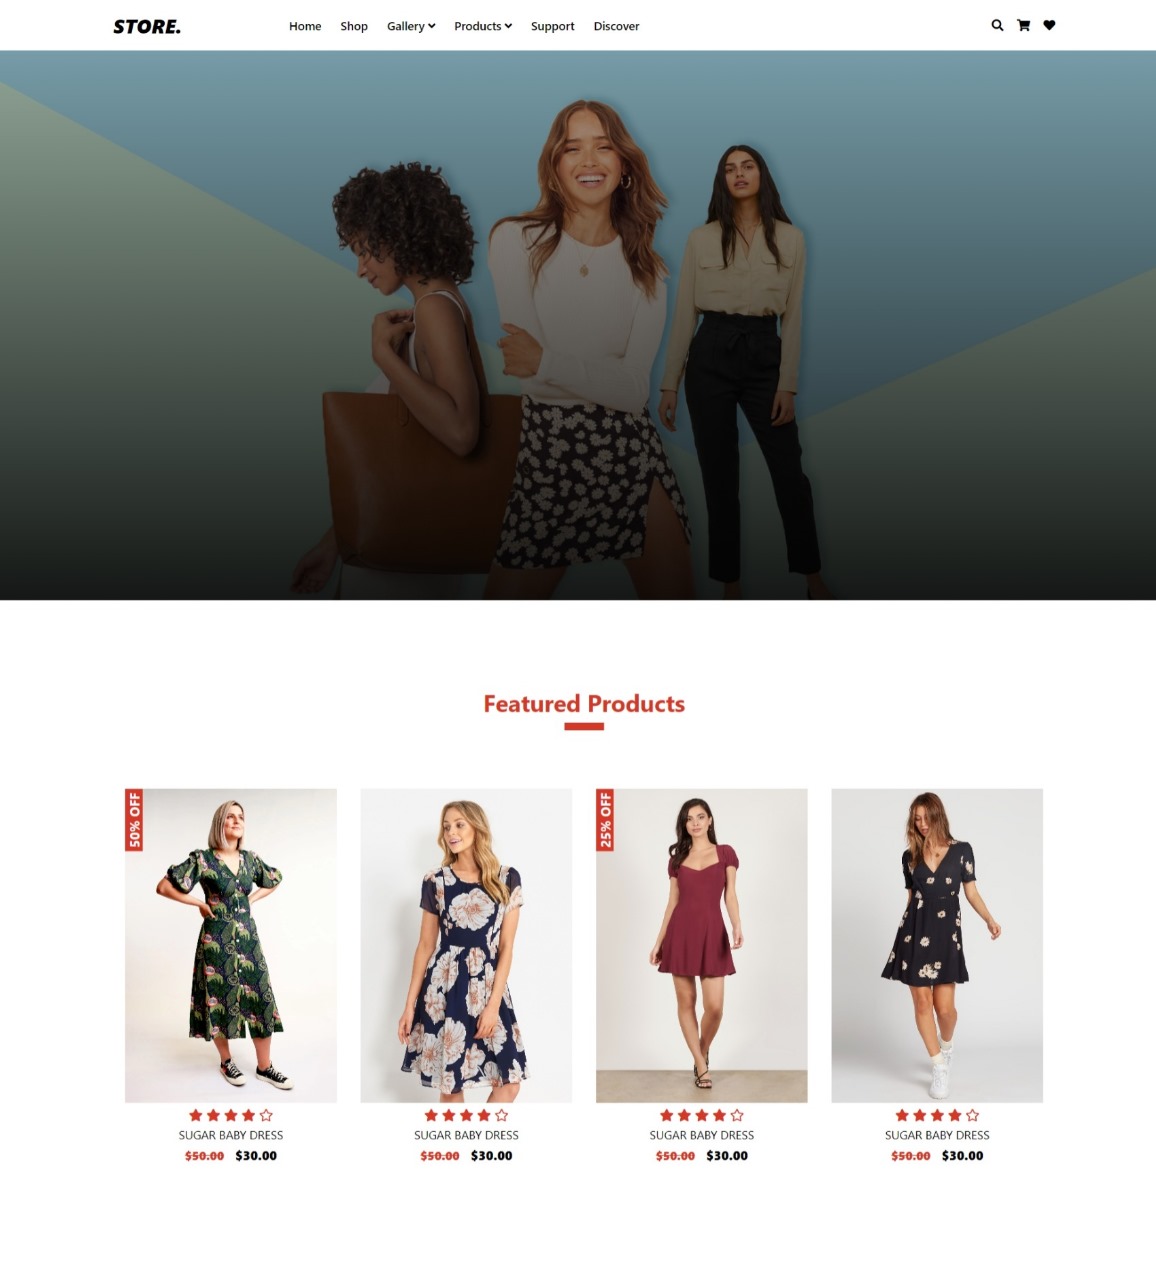 STORE.
Home Shop Gallery Products Support Discover
Featured Products
50% OFF
25% OFF
SUGAR BABY DRESS SUGAR BABY DRESS SUGAR BABY DRESS SUGAR BABY DRESS
$50.00 $30.00 $50.00 $30.00 $50.00 $30.00 $50.00 $30.00